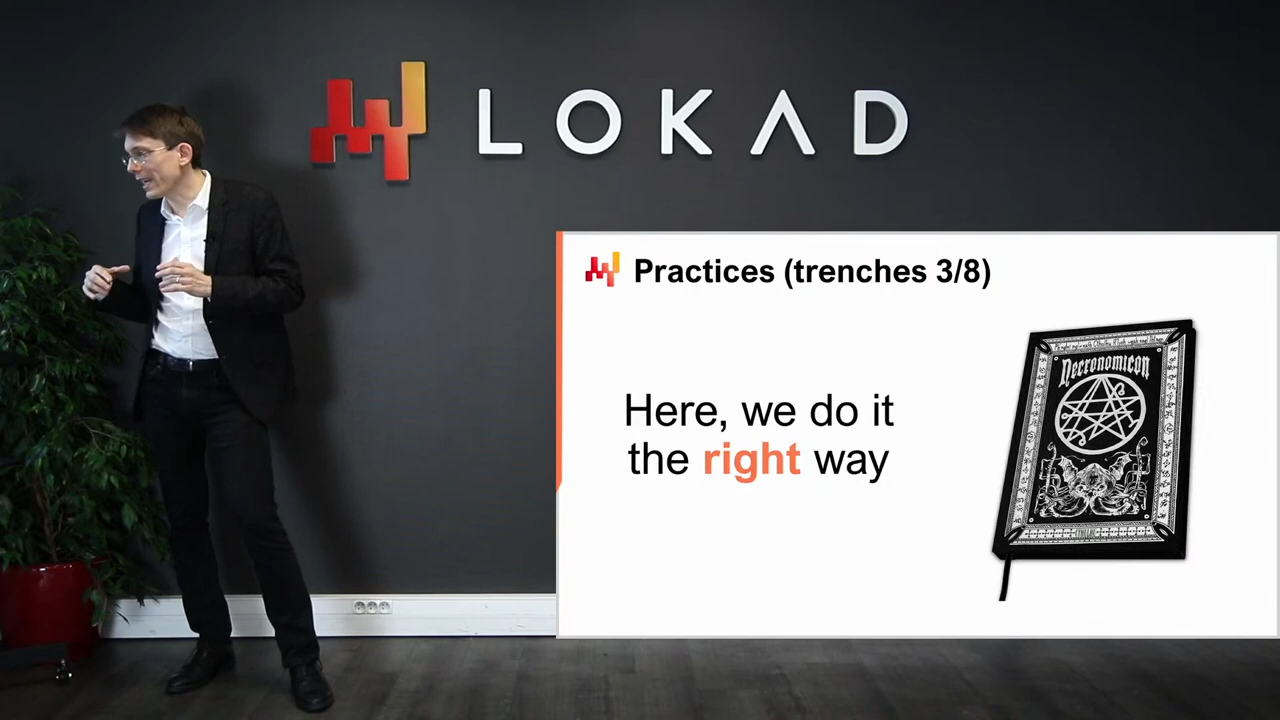 LOKAD
Practices (trenches 3/8)
Here, we do it
the right way
Necronomicon